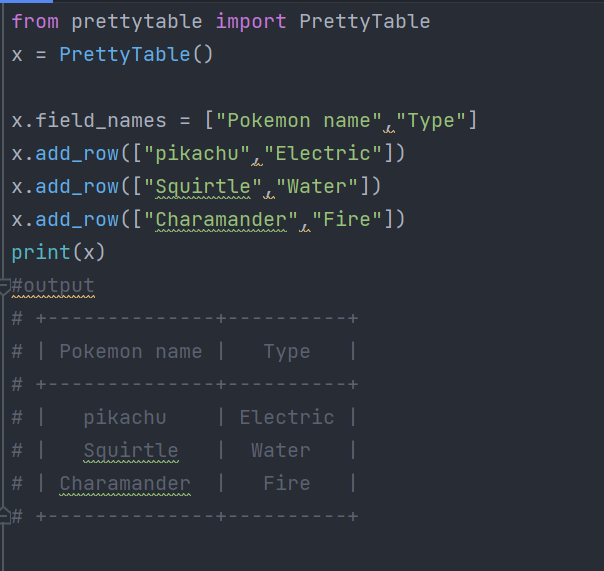 from prettytable import PrettyTable
x = PrettyTable()
x.field_names = ["Pokemon name","Type"]
x.add_row(["pikachu","Electric"])
x.add_row(["Squirtle","Water"])
x.add_row(["Charamander","Fire"])
print(x)
#output
# +--------------+----------+
# | Pokemon name |   Type   |
# +--------------+----------+
# |   pikachu    | Electric |
# |   Squirtle   |  Water   |
# | Charamander  |   Fire   |
# +--------------+----------+